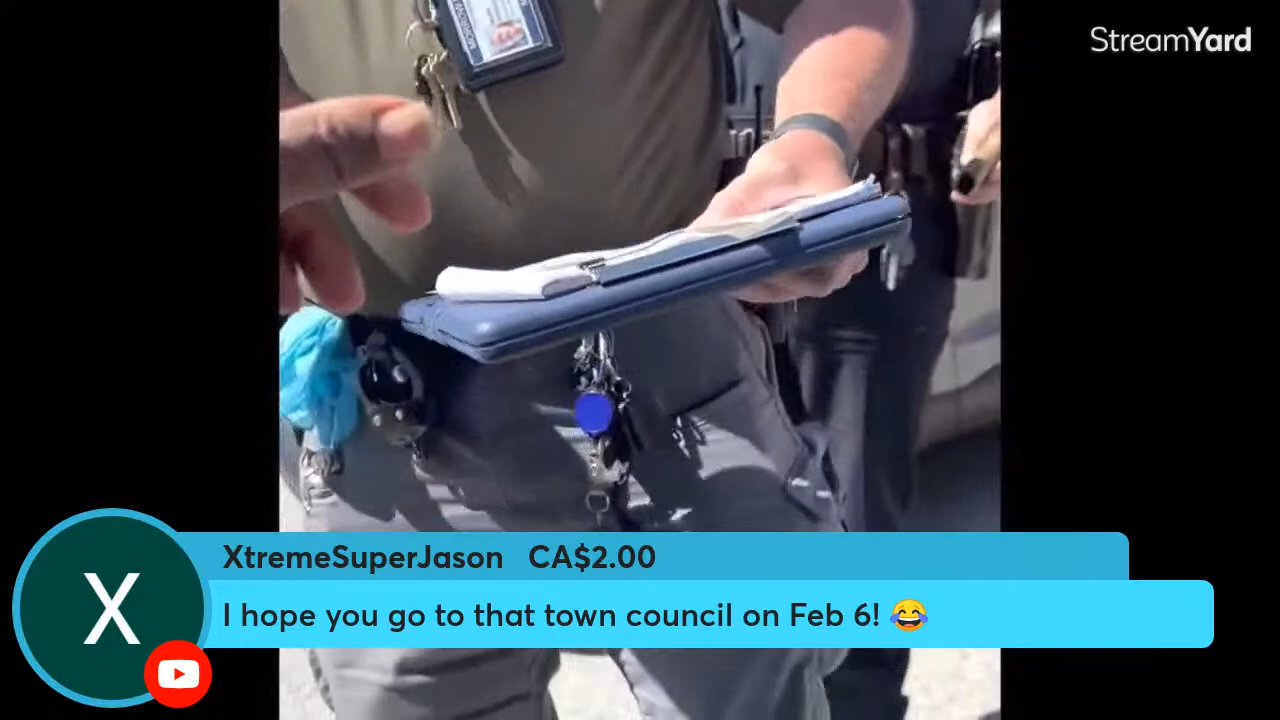 StreamYard
XtremeSuperJason CA$2.00
I hope you go to that town council on Feb 6! 😂
X